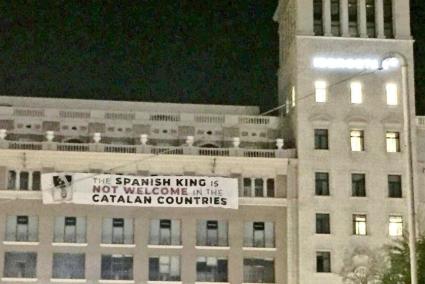 THE SPANISH KING IS
NOT WELCOME IN THE
CATALAN COUNTRIES